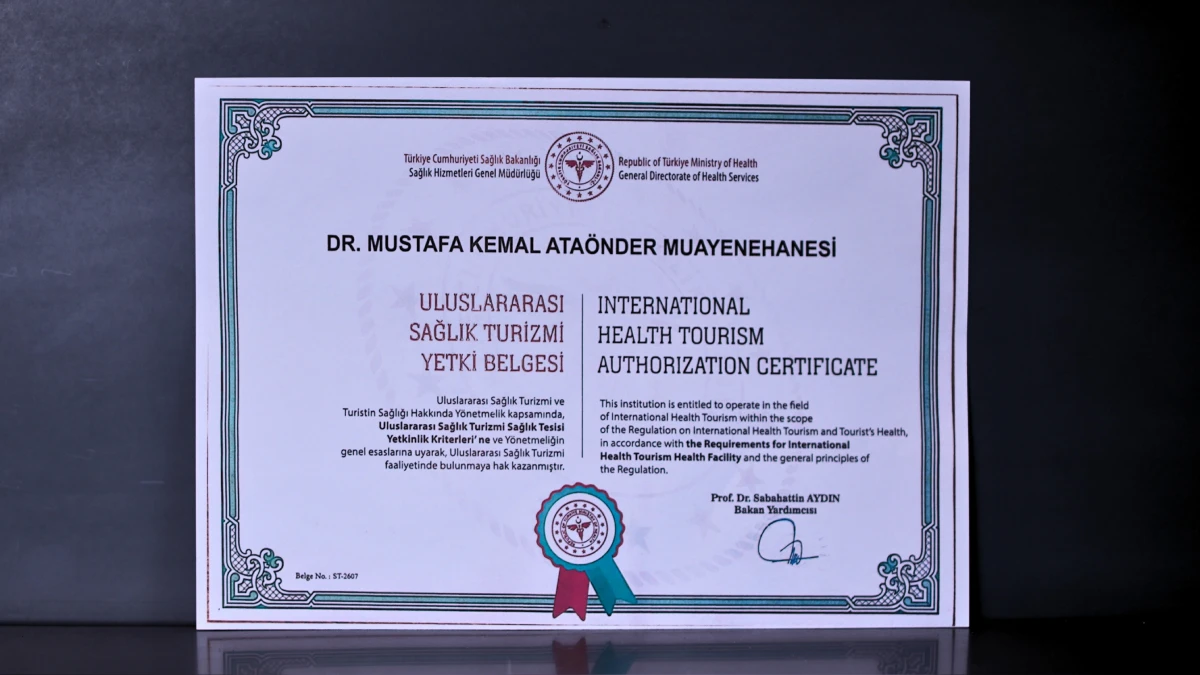 Türkiye Cumhuriyeti Sağlık Bakanlığı
Sağlık Hizmetleri Genel Müdürlüğü
Republic of Türkiye Ministry of Health
General Directorate of Health Services
DR. MUSTAFA KEMAL ATAÖNDER MUAYENEHANESİ
ULUSLARARASI
SAĞLIK TURİZMİ
YETKİ BELGESİ
INTERNATIONAL
HEALTH TOURISM
AUTHORIZATION CERTIFICATE
Uluslararası Sağlık Turizmi ve
Turistin Sağlığı Hakkında Yönetmelik kapsamında,
Uluslararası Sağlık Turizmi Sağlık Tesisi
Yetkinlik Kriterleri' ne ve Yönetmeliğin
genel esaslarına uyarak, Uluslararası Sağlık Turizmi
faaliyetinde bulunmaya hak kazanmıştır.
This institution is entitled to operate in the field
of International Health Tourism within the scope
of the Regulation on International Health Tourism and Tourist's Health,
in accordance with the Requirements for International
Health Tourism Health Facility and the general principles of
the Regulation.
Prof. Dr. Sabahattin AYDIN
Bakan Yardımcısı
Belge No. : ST-2607